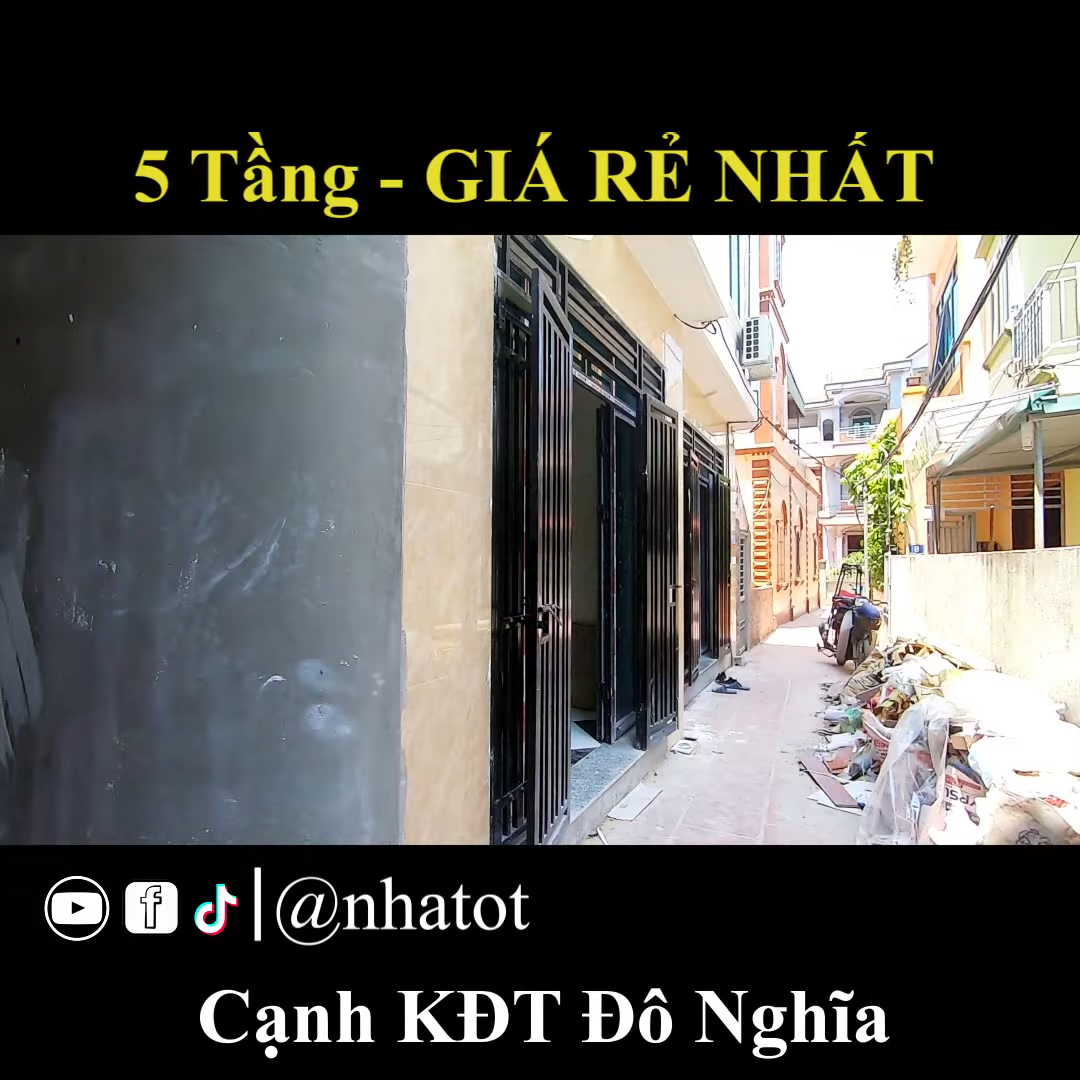 5 Tầng - GIÁ RẺ NHẤT
@nhatot
Cạnh KĐT Đô Nghĩa